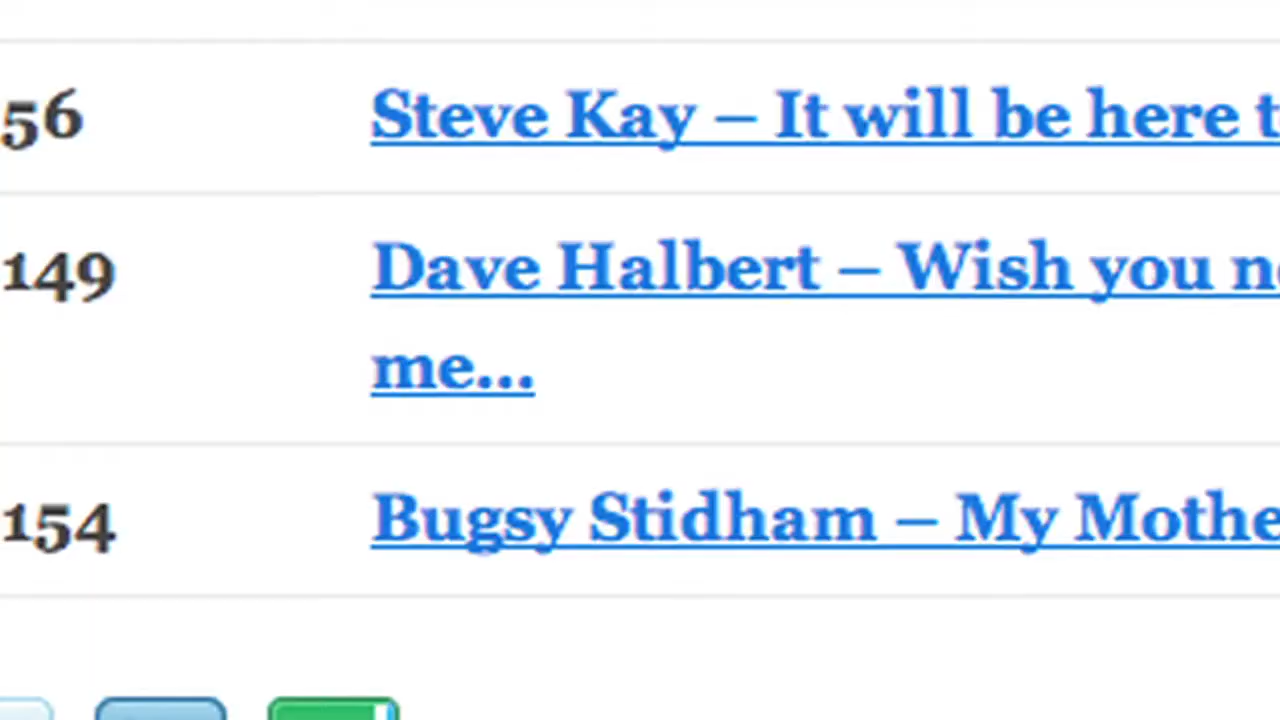 56 Steve Kay – It will be here
149 Dave Halbert – Wish you
me...
154 Bugsy Stidham – My